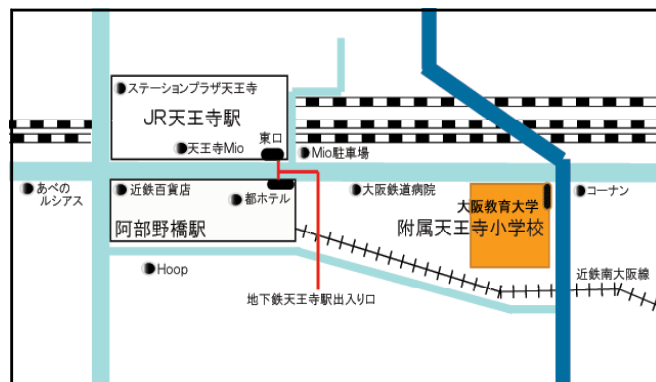 ステーションプラザ天王寺
JR天王寺駅
東口
天王寺Mio
Mio駐車場
あべの
ルシアス
近鉄百貨店
都ホテル
大阪鉄道病院
コーナン
大阪教育大学
附属天王寺小学校
阿部野橋駅
Hoop
近鉄南大阪線
地下鉄天王寺駅出入り口